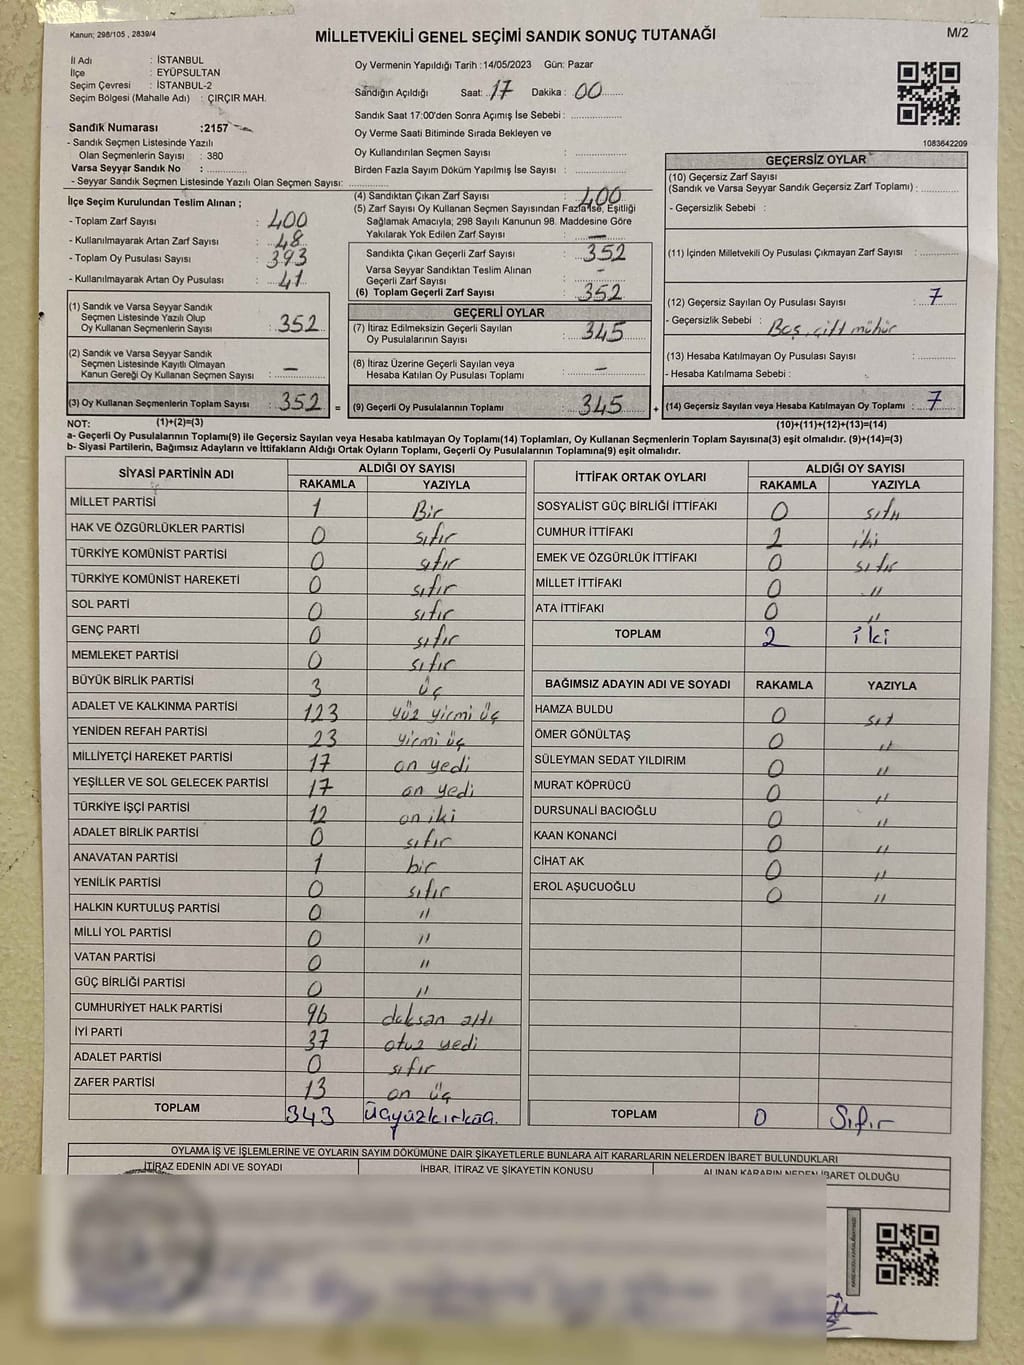 Kanun; 298/105 , 2839/4
MİLLETVEKİLİ GENEL SEÇİMİ SANDIK SONUÇ TUTANAĞI
M/2
İl Adı : İSTANBUL
İlçe : EYÜPSULTAN
Seçim Çevresi : İSTANBUL-2
Seçim Bölgesi (Mahalle Adı) : ÇIRÇIR MAH.
Oy Vermenin Yapıldığı Tarih :14/05/2023 Gün: Pazar
Sandığın Açıldığı Saat: 17 Dakika : 00
Sandık Saat 17:00'den Sonra Açımış İse Sebebi :
Oy Verme Saati Bitiminde Sırada Bekleyen ve
Oy Kullandırılan Seçmen Sayısı :
Birden Fazla Sayım Döküm Yapılmış İse Sayısı :
Sandık Numarası :2157
- Sandık Seçmen Listesinde Yazılı
Olan Seçmenlerin Sayısı : 380
Varsa Seyyar Sandık No :
- Seyyar Sandık Seçmen Listesinde Yazılı Olan Seçmen Sayısı:
1083642209
İlçe Seçim Kurulundan Teslim Alınan ;
- Toplam Zarf Sayısı : 400
- Kullanılmayarak Artan Zarf Sayısı : 48
- Toplam Oy Pusulası Sayısı : 393
- Kullanılmayarak Artan Oy Pusulası : 41
(1) Sandık ve Varsa Seyyar Sandık
Seçmen Listesinde Yazılı Olup
Oy Kullanan Seçmenlerin Sayısı : 352
(2) Sandık ve Varsa Seyyar Sandık
Seçmen Listesinde Kayıtlı Olmayan
Kanun Gereği Oy Kullanan Seçmen Sayısı : —
(3) Oy Kullanan Seçmenlerin Toplam Sayısı : 352 =
(4) Sandıktan Çıkan Zarf Sayısı : 400
(5) Zarf Sayısı Oy Kullanan Seçmen Sayısından Fazla İse, Eşitliği
Sağlamak Amacıyla; 298 Sayılı Kanunun 98. Maddesine Göre
Yakılarak Yok Edilen Zarf Sayısı : —
Sandıkta Çıkan Geçerli Zarf Sayısı : 352
Varsa Seyyar Sandıktan Teslim Alınan
Geçerli Zarf Sayısı : -
(6) Toplam Geçerli Zarf Sayısı : 352
GEÇERLİ OYLAR
(7) İtiraz Edilmeksizin Geçerli Sayılan
Oy Pusulalarının Sayısı : 345
(8) İtiraz Üzerine Geçerli Sayılan veya
Hesaba Katılan Oy Pusulası Toplamı : —
(9) Geçerli Oy Pusulalarının Toplamı : 345 +
GEÇERSİZ OYLAR
(10) Geçersiz Zarf Sayısı
(Sandık ve Varsa Seyyar Sandık Geçersiz Zarf Toplamı) :
- Geçersizlik Sebebi :
(11) İçinden Milletvekili Oy Pusulası Çıkmayan Zarf Sayısı :
(12) Geçersiz Sayılan Oy Pusulası Sayısı : 7
- Geçersizlik Sebebi : Boş, çift mühür
(13) Hesaba Katılmayan Oy Pusulası Sayısı :
- Hesaba Katılmama Sebebi :
(14) Geçersiz Sayılan veya Hesaba Katılmayan Oy Toplamı : 7
NOT: (1)+(2)=(3) (10)+(11)+(12)+(13)=(14)
a- Geçerli Oy Pusulalarının Toplamı(9) ile Geçersiz Sayılan veya Hesaba katılmayan Oy Toplamı(14) Toplamları, Oy Kullanan Seçmenlerin Toplam Sayısına(3) eşit olmalıdır. (9)+(14)=(3)
b- Siyasi Partilerin, Bağımsız Adayların ve İttifakların Aldığı Ortak Oyların Toplamı, Geçerli Oy Pusulalarının Toplamına(9) eşit olmalıdır.
SİYASİ PARTİNİN ADI ALDIĞI OY SAYISI
RAKAMLA YAZIYLA
MİLLET PARTİSİ 1 Bir
HAK VE ÖZGÜRLÜKLER PARTİSİ 0 sıfır
TÜRKİYE KOMÜNİST PARTİSİ 0 sıfır
TÜRKİYE KOMÜNİST HAREKETİ 0 sıfır
SOL PARTİ 0 sıfır
GENÇ PARTİ 0 sıfır
MEMLEKET PARTİSİ 0 sıfır
BÜYÜK BİRLİK PARTİSİ 3 üç
ADALET VE KALKINMA PARTİSİ 123 yüz yirmi üç
YENİDEN REFAH PARTİSİ 23 yirmi üç
MİLLİYETÇİ HAREKET PARTİSİ 17 on yedi
YEŞİLLER VE SOL GELECEK PARTİSİ 17 on yedi
TÜRKİYE İŞÇİ PARTİSİ 12 on iki
ADALET BİRLİK PARTİSİ 0 sıfır
ANAVATAN PARTİSİ 1 bir
YENİLİK PARTİSİ 0 sıfır
HALKIN KURTULUŞ PARTİSİ 0 "
MİLLİ YOL PARTİSİ 0 "
VATAN PARTİSİ 0 "
GÜÇ BİRLİĞİ PARTİSİ 0 "
CUMHURİYET HALK PARTİSİ 96 doksan altı
İYİ PARTİ 37 otuz yedi
ADALET PARTİSİ 0 sıfır
ZAFER PARTİSİ 13 on üç
TOPLAM 343 Üçyüzkırküç.
İTTİFAK ORTAK OYLARI ALDIĞI OY SAYISI
RAKAMLA YAZIYLA
SOSYALİST GÜÇ BİRLİĞİ İTTİFAKI 0 sıfır
CUMHUR İTTİFAKI 2 iki
EMEK VE ÖZGÜRLÜK İTTİFAKI 0 sıfır
MİLLET İTTİFAKI 0 "
ATA İTTİFAKI 0 "
TOPLAM 2 İki
BAĞIMSIZ ADAYIN ADI VE SOYADI RAKAMLA YAZIYLA
HAMZA BULDU 0 sıf
ÖMER GÖNÜLTAŞ 0 "
SÜLEYMAN SEDAT YILDIRIM 0 "
MURAT KÖPRÜCÜ 0 "
DURSUNALİ BACIOĞLU 0 "
KAAN KONANCİ 0 "
CİHAT AK 0 "
EROL AŞUCUOĞLU 0 "
TOPLAM 0 Sıfır
OYLAMA İŞ VE İŞLEMLERİNE VE OYLARIN SAYIM DÖKÜMÜNE DAİR ŞİKAYETLERLE BUNLARA AİT KARARLARIN NELERDEN İBARET BULUNDUKLARI
İTİRAZ EDENİN ADI VE SOYADI İHBAR, İTİRAZ VE ŞİKAYETİN KONUSU ALINAN KARARIN NEDEN İBARET OLDUĞU